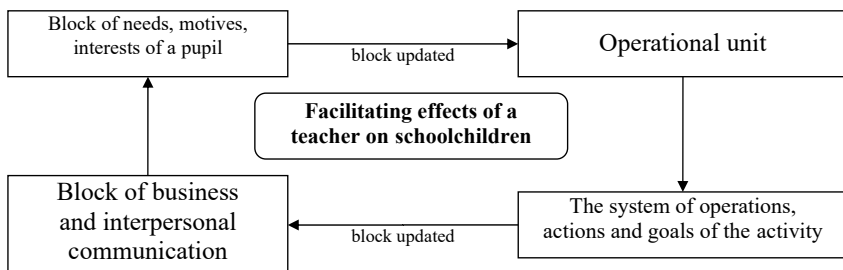 Block of needs, motives,
interests of a pupil
block updated
Operational unit
Facilitating effects of a
teacher on schoolchildren
Block of business
and interpersonal
communication
block updated
The system of operations,
actions and goals of the activity